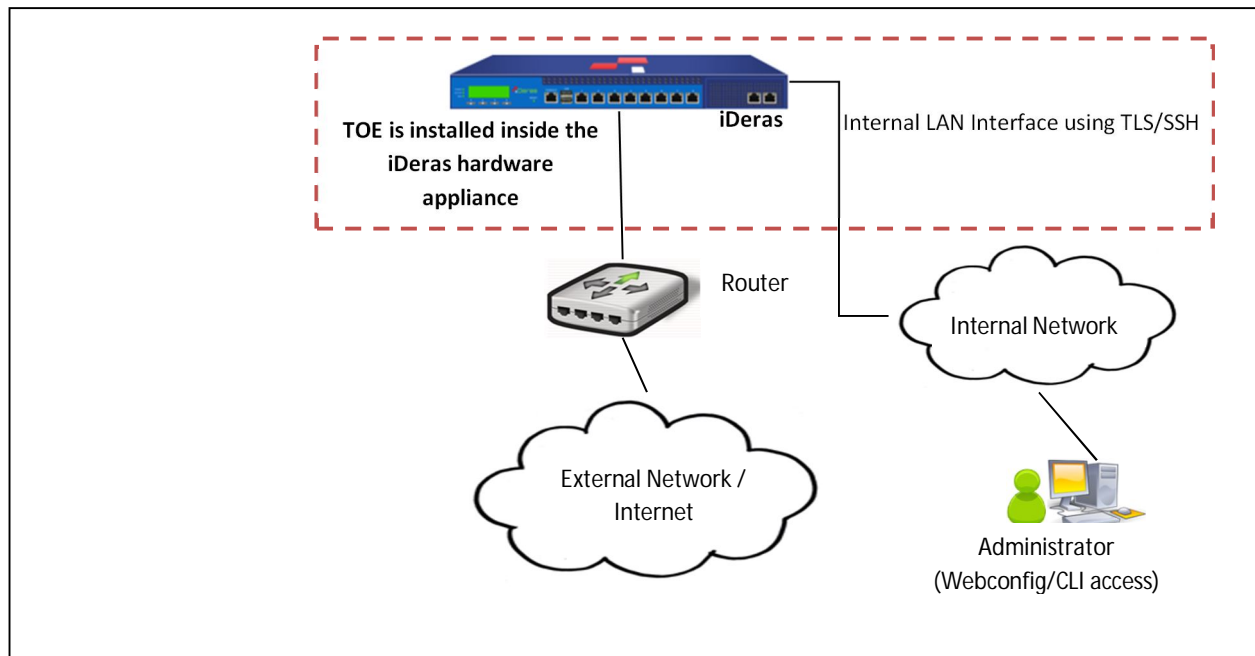 TOE is installed inside the
iDeras hardware
appliance
iDeras
Internal LAN Interface using TLS/SSH
Router
Internal Network
External Network /
Internet
Administrator
(Webconfig/CLI access)